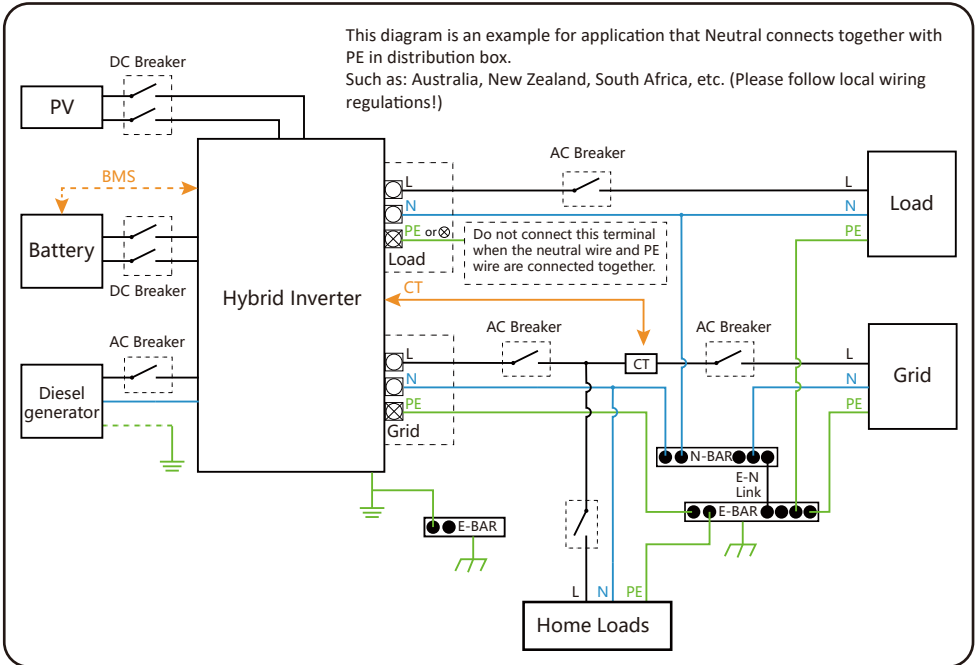 This diagram is an example for application that Neutral connects together with
PE in distribution box.
Such as: Australia, New Zealand, South Africa, etc. (Please follow local wiring
regulations!)
DC Breaker
PV
BMS
Battery
DC Breaker
AC Breaker
Diesel
generator
Hybrid Inverter
L
N
PE or
Load
Do not connect this terminal
when the neutral wire and PE
wire are connected together.
AC Breaker
L
N
PE
Load
CT
AC Breaker
CT
AC Breaker
L
N
PE
Grid
L
N
PE
Grid
N-BAR
E-N
Link
E-BAR
E-BAR
L
N
PE
Home Loads